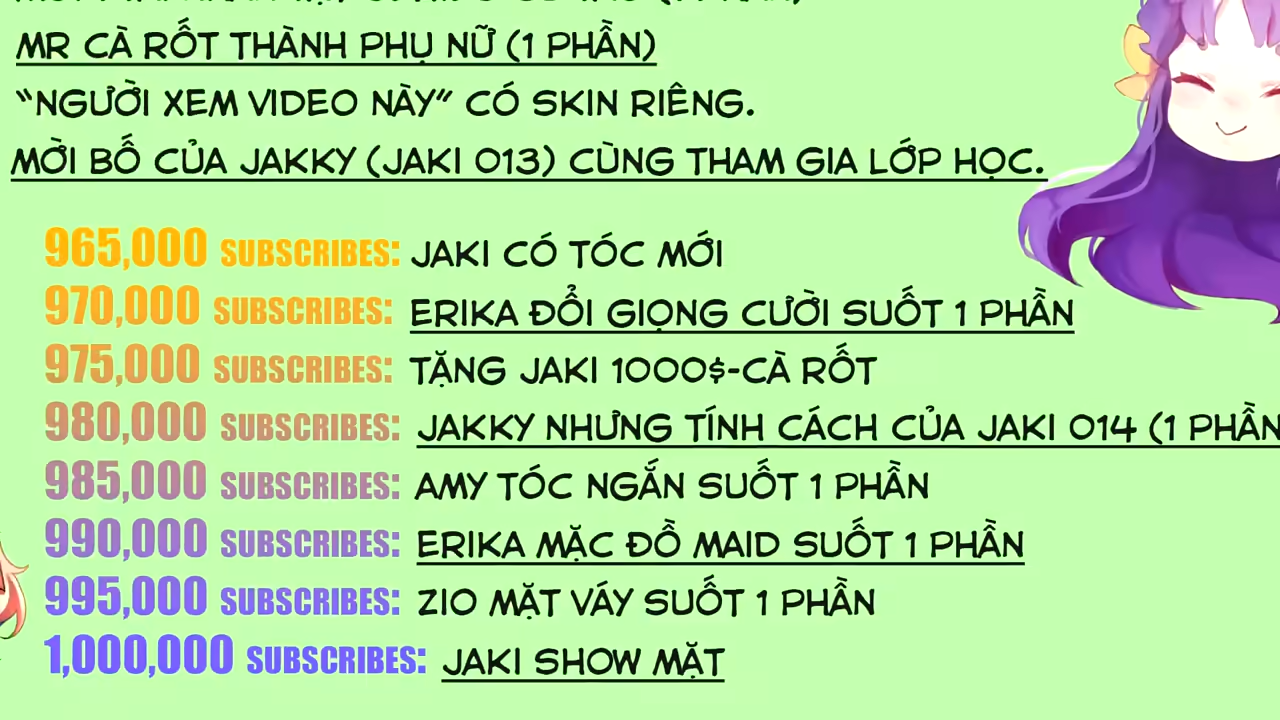 MR CÀ RỐT THÀNH PHỤ NỮ (1 PHẦN)
"NGƯỜI XEM VIDEO NÀY" CÓ SKIN RIÊNG.
MỜI BỐ CỦA JAKKY (JAKI 013) CÙNG THAM GIA LỚP HỌC.
965,000 SUBSCRIBES: JAKI CÓ TÓC MỚI
970,000 SUBSCRIBES: ERIKA ĐỔI GIỌNG CƯỜI SUỐT 1 PHẦN
975,000 SUBSCRIBES: TẶNG JAKI 1000$-CÀ RỐT
980,000 SUBSCRIBES: JAKKY NHƯNG TÍNH CÁCH CỦA JAKI 014 (1 PHẦN
985,000 SUBSCRIBES: AMY TÓC NGẮN SUỐT 1 PHẦN
990,000 SUBSCRIBES: ERIKA MẶC ĐỒ MAID SUỐT 1 PHẦN
995,000 SUBSCRIBES: ZIO MẶT VÁY SUỐT 1 PHẦN
1,000,000 SUBSCRIBES: JAKI SHOW MẶT